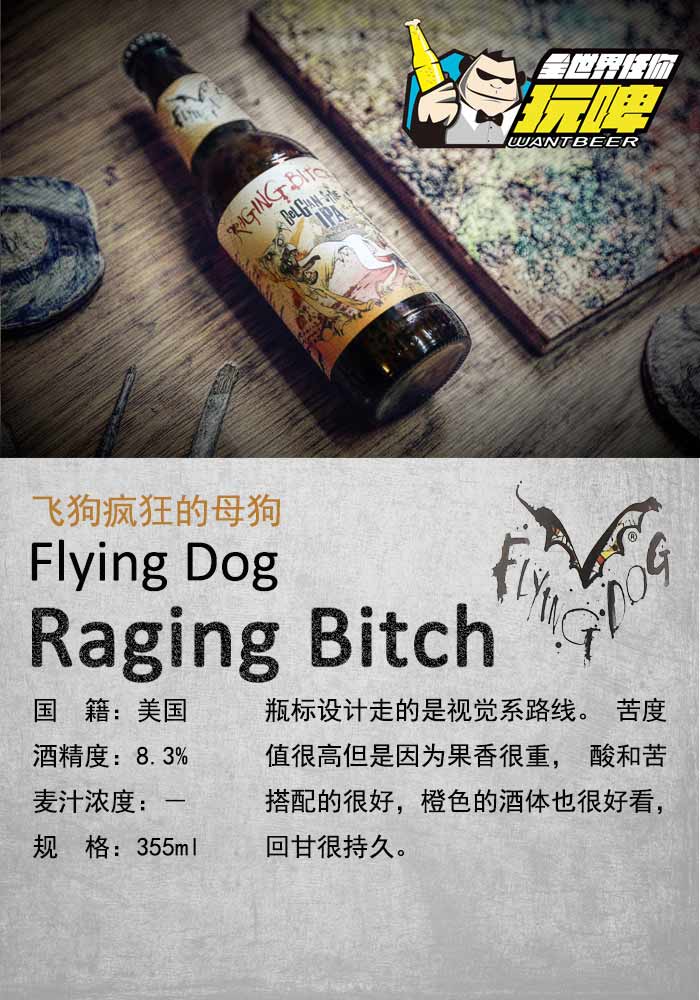 全世界任你
玩啤
WANTBEER
FLYING DOG
RAGING BITCH
BELGIAN STYLE
IPA
飞狗疯狂的母狗
Flying Dog
Raging Bitch
FLYING DOG
®
国 籍：美国
酒精度：8.3%
麦汁浓度：－
规 格：355ml
瓶标设计走的是视觉系路线。 苦度
值很高但是因为果香很重， 酸和苦
搭配的很好，橙色的酒体也很好看，
回甘很持久。